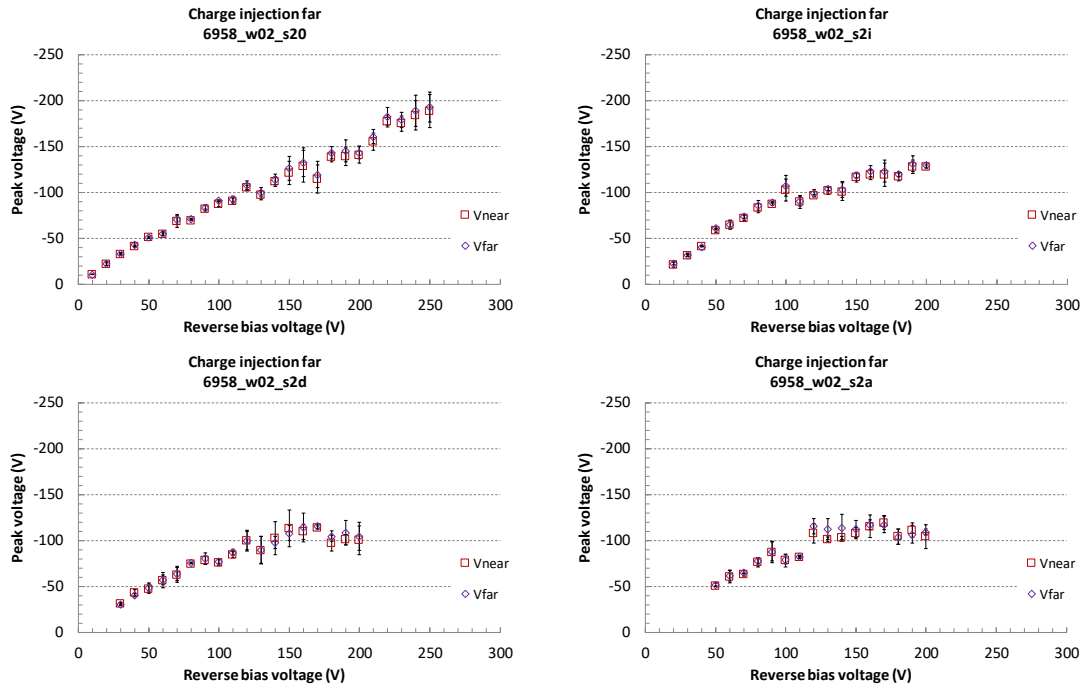 Charge injection far
6958_w02_s20
-250
-200
-150
-100
-50
0
Peak voltage (V)
Vnear
Vfar
0 50 100 150 200 250 300
Reverse bias voltage (V)
Charge injection far
6958_w02_s2i
-250
-200
-150
-100
-50
0
Peak voltage (V)
Vnear
Vfar
0 50 100 150 200 250 300
Reverse bias voltage (V)
Charge injection far
6958_w02_s2d
-250
-200
-150
-100
-50
0
Peak voltage (V)
Vnear
Vfar
0 50 100 150 200 250 300
Reverse bias voltage (V)
Charge injection far
6958_w02_s2a
-250
-200
-150
-100
-50
0
Peak voltage (V)
Vnear
Vfar
0 50 100 150 200 250 300
Reverse bias voltage (V)